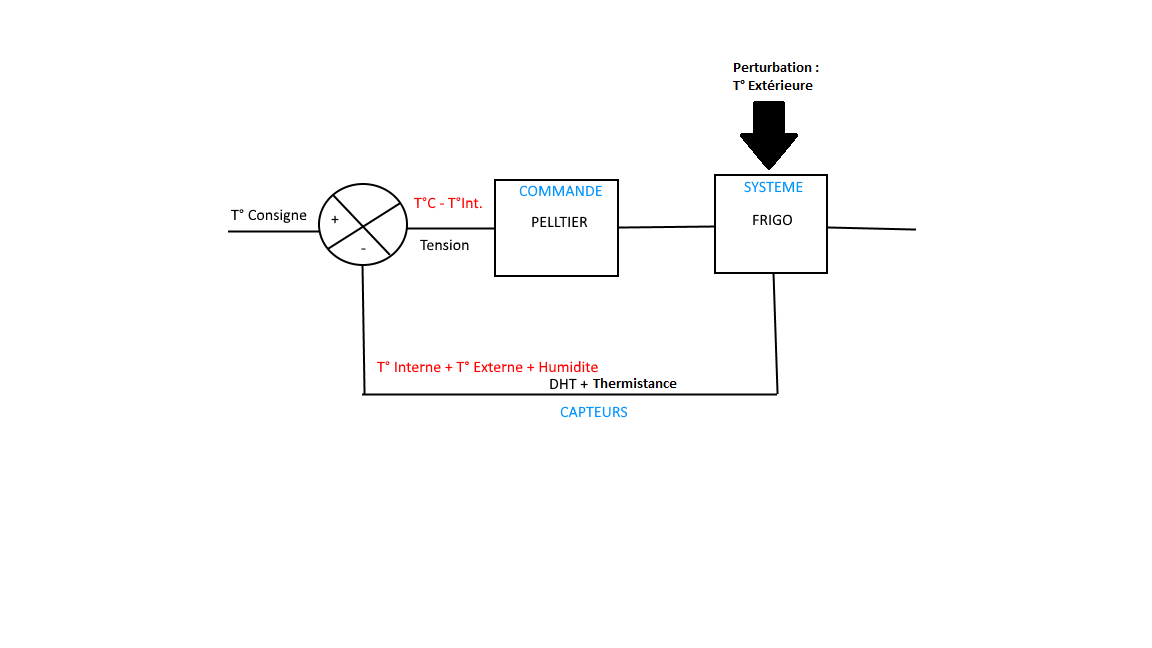 Perturbation :
T° Extérieure
T° Consigne
+
-
T°C - T°Int.
Tension
COMMANDE
PELLTIER
SYSTEME
FRIGO
T° Interne + T° Externe + Humidite
DHT + Thermistance
CAPTEURS